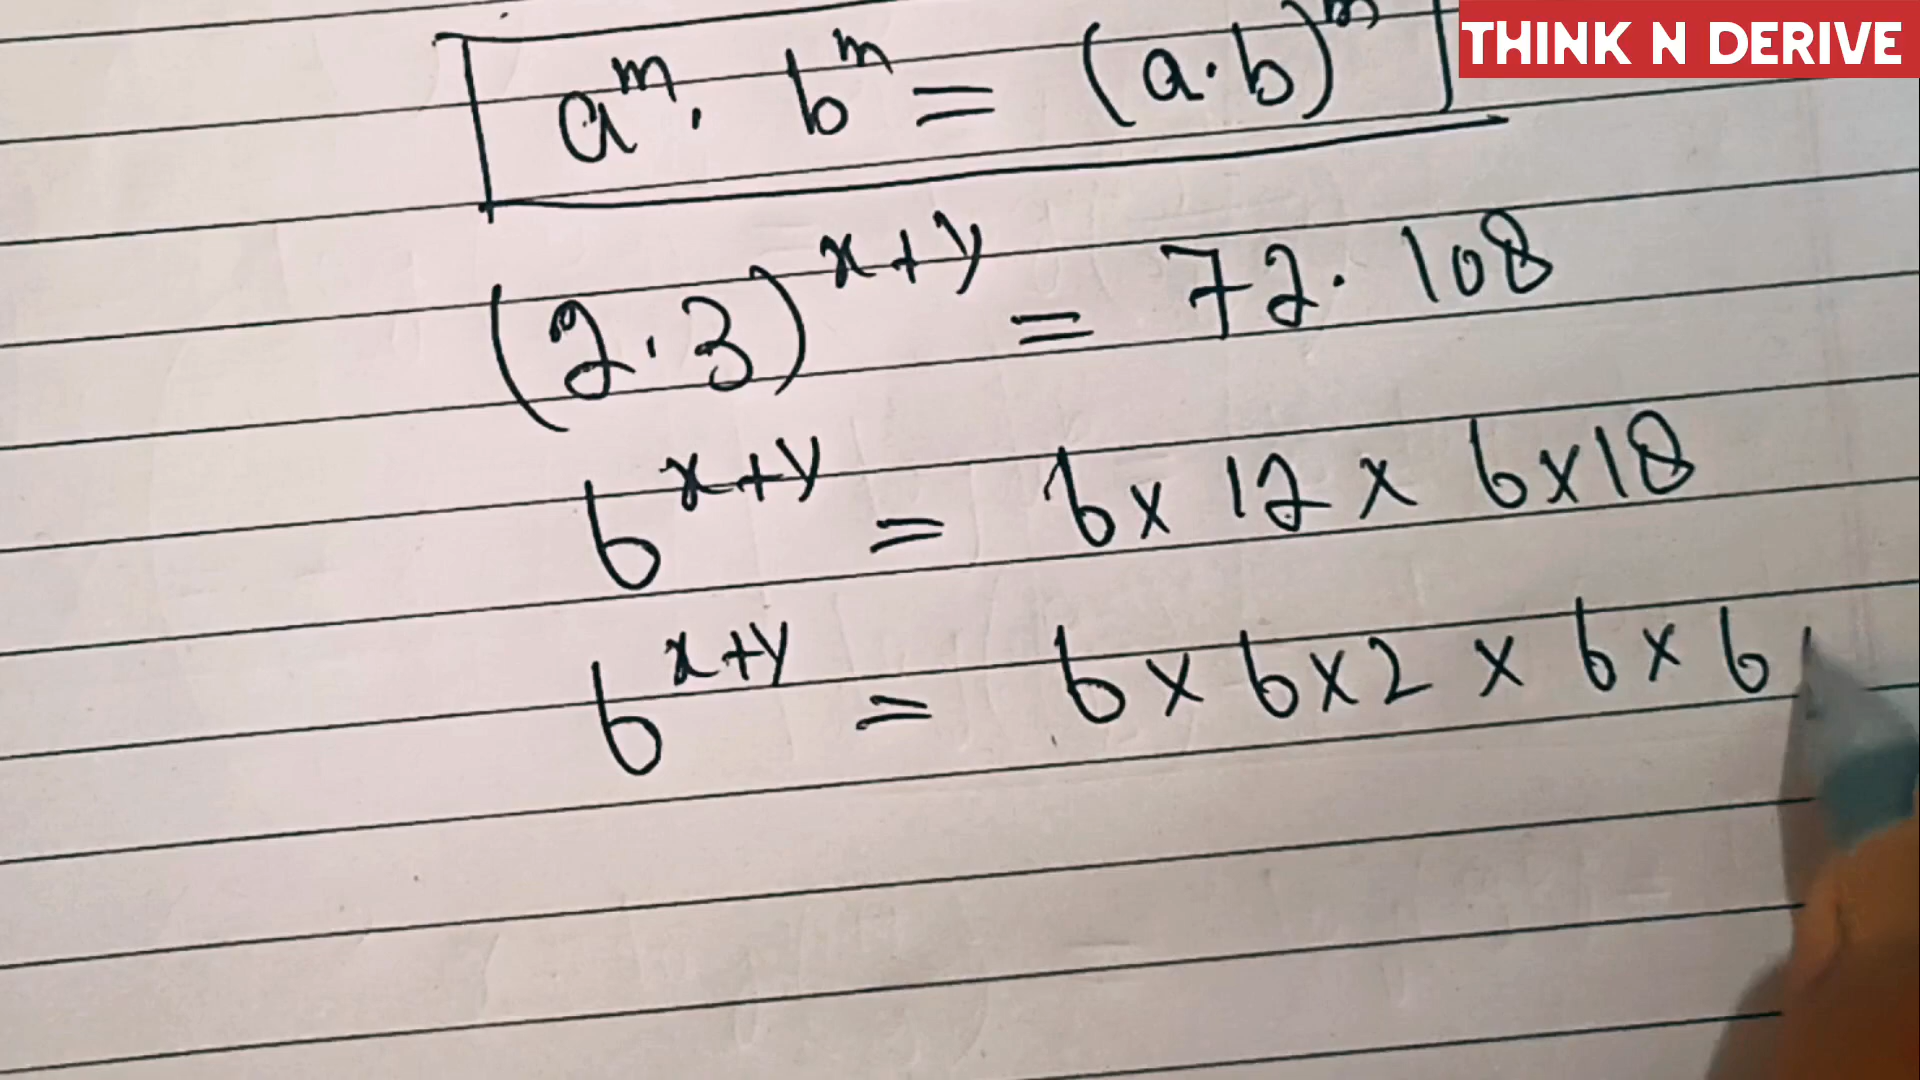 THINK N DERIVE
a^m · b^m = (a·b)^m
(2·3)^x+y = 72·108
6^x+y = 6×12×6×18
6^x+y = 6×6×2×6×6